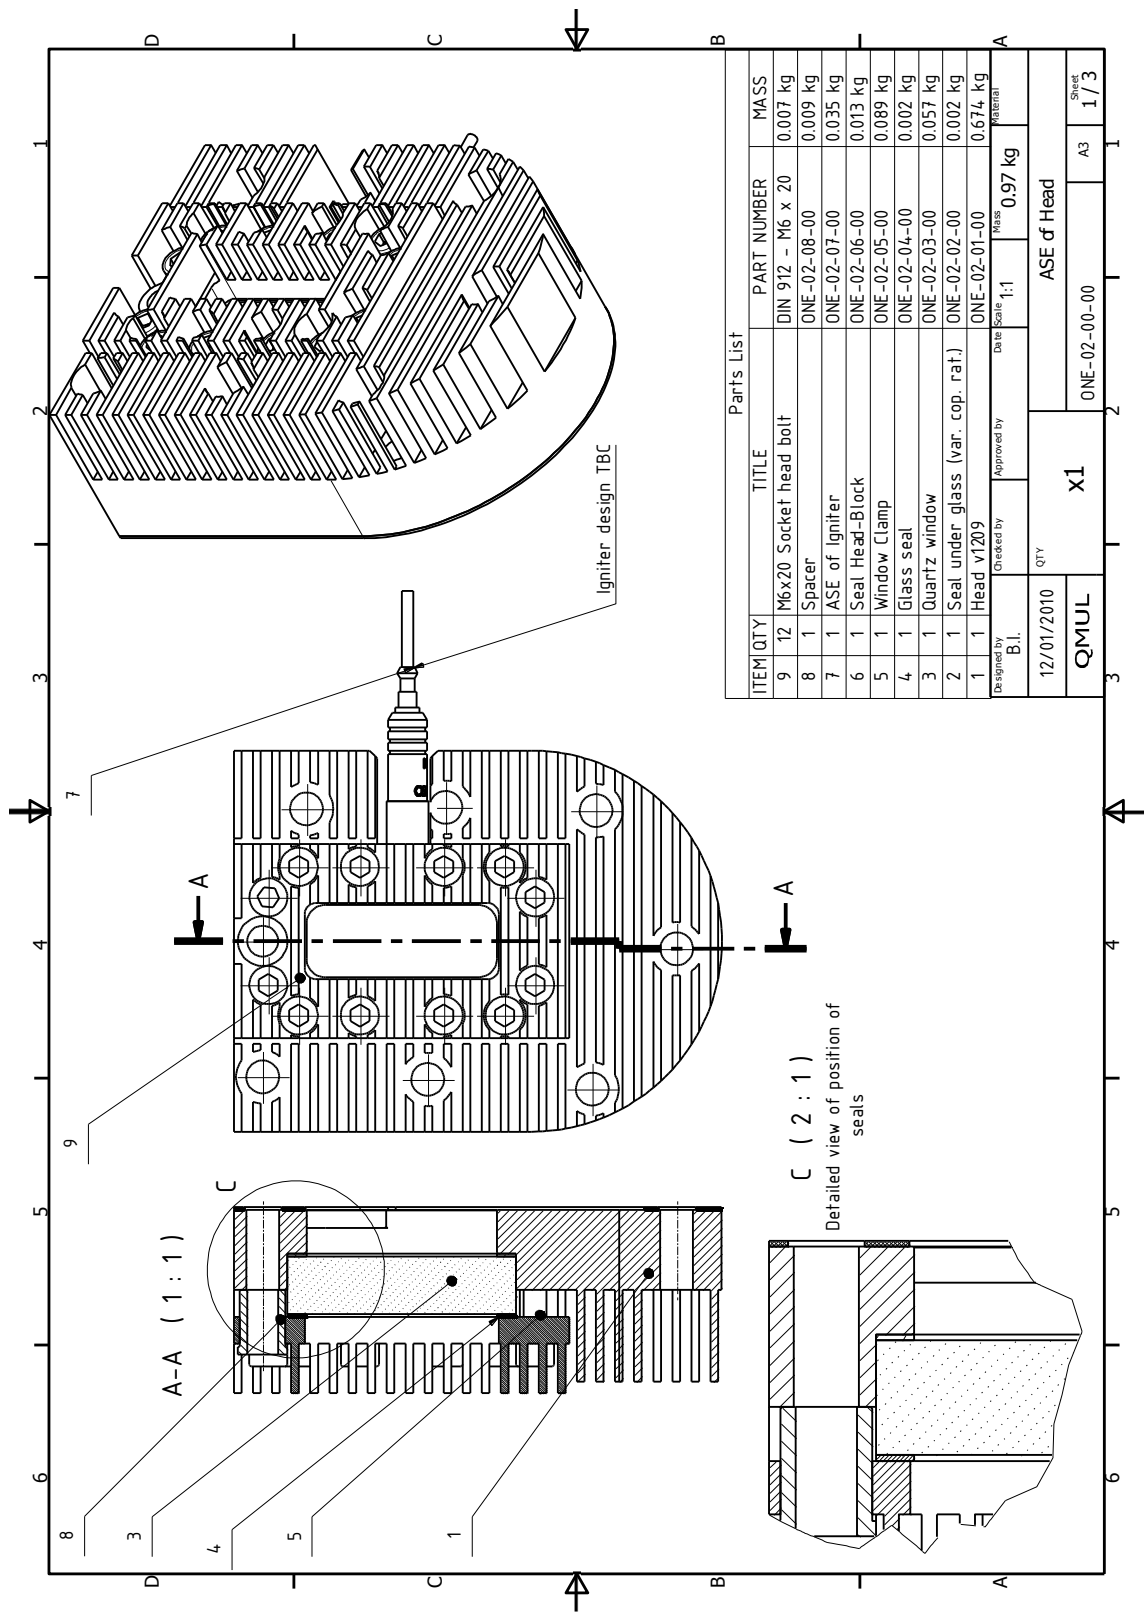 1
2
3
4
5
6
D
C
B
A
7
9
8
3
4
5
1
A-A ( 1 : 1 )
C
A
A
Igniter design TBC
C ( 2 : 1 )
Detailed view of position of
seals
Parts List
ITEM QTY TITLE PART NUMBER MASS
9 12 M6x20 Socket head bolt DIN 912 - M6 x 20 0.007 kg
8 1 Spacer ONE-02-08-00 0.009 kg
7 1 ASE of Igniter ONE-02-07-00 0.035 kg
6 1 Seal Head-Block ONE-02-06-00 0.013 kg
5 1 Window Clamp ONE-02-05-00 0.089 kg
4 1 Glass seal ONE-02-04-00 0.002 kg
3 1 Quartz window ONE-02-03-00 0.057 kg
2 1 Seal under glass (var. cop. rat.) ONE-02-02-00 0.002 kg
1 1 Head v1209 ONE-02-01-00 0.674 kg
Designed by Checked by Approved by Date Scale Mass Material
B.I. 1:1 0.97 kg
12/01/2010 QTY ASE of Head
x1
QMUL ONE-02-00-00 A3 Sheet
1 / 3
D
C
B
A
6
5
4
3
2
1